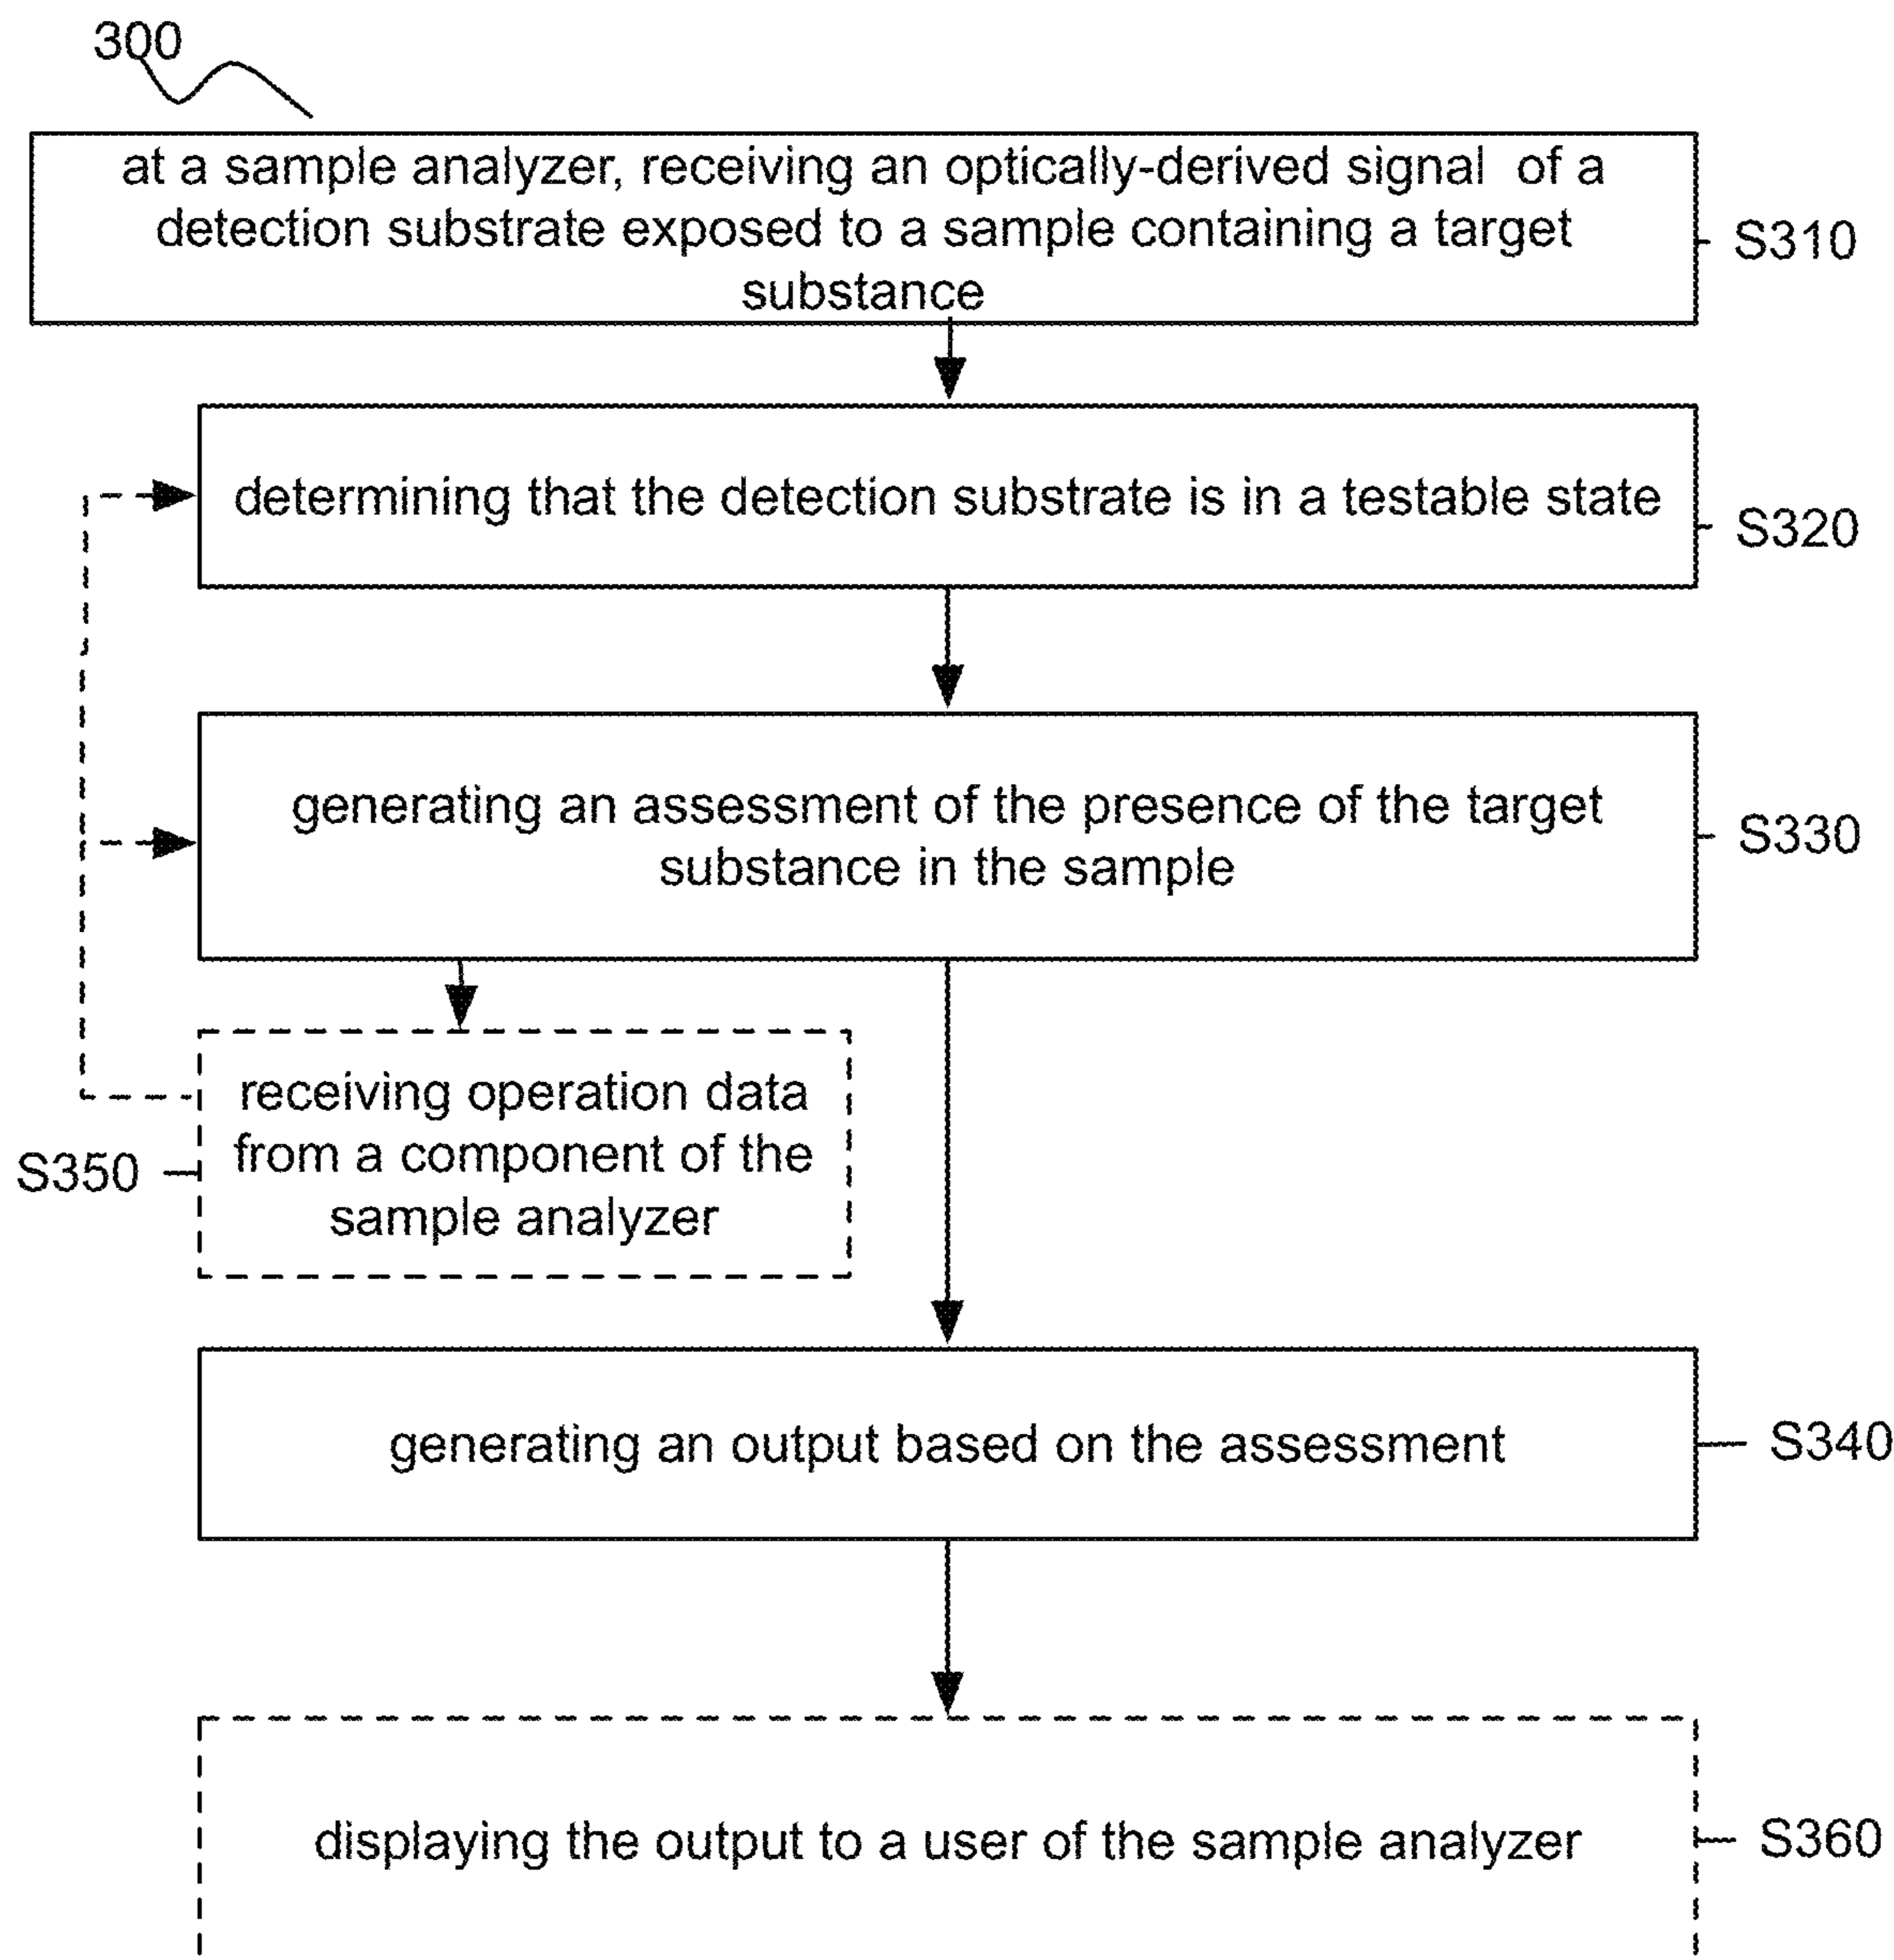 300
at a sample analyzer, receiving an optically-derived signal of a
detection substrate exposed to a sample containing a target
substance
S310
determining that the detection substrate is in a testable state
S320
generating an assessment of the presence of the target
substance in the sample
S330
receiving operation data
from a component of the
sample analyzer
S350
generating an output based on the assessment
S340
displaying the output to a user of the sample analyzer
S360